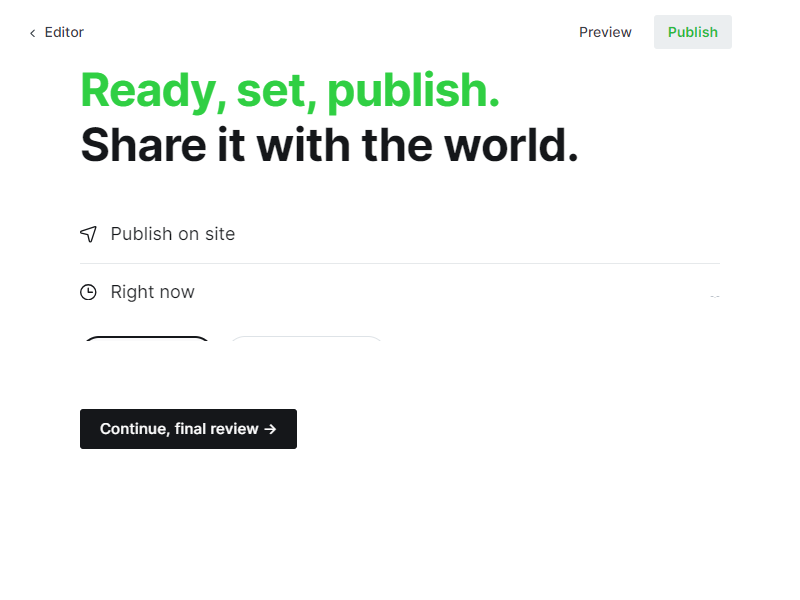 Editor
Preview
Publish
Ready, set, publish.
Share it with the world.
Publish on site
Right now
Continue, final review →